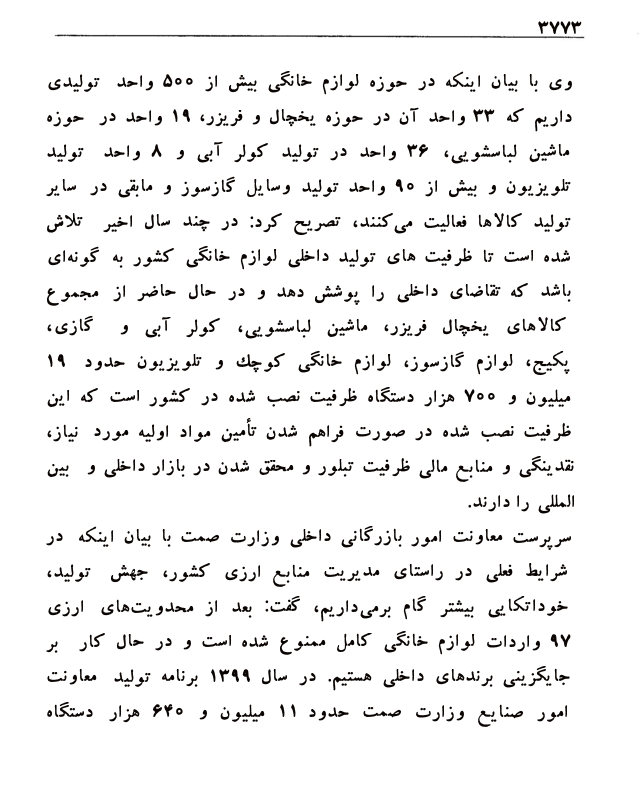 ۳۷۷۳
وی با بیان اینکه در حوزه لوازم خانگی بیش از ۵۰۰ واحد تولیدی
داریم که ۳۳ واحد آن در حوزه یخچال و فریزر، ۱۹ واحد در حوزه
ماشین لباسشویی، ۳۶ واحد در تولید کولر آبی و ۸ واحد تولید
تلویزیون و بیش از ۹۰ واحد تولید وسایل گازسوز و مابقی در سایر
تولید کالاها فعالیت می‌کنند، تصریح کرد: در چند سال اخیر تلاش
شده است تا ظرفیت های تولید داخلی لوازم خانگی کشور به گونه‌ای
باشد که تقاضای داخلی را پوشش دهد و در حال حاضر از مجموع
کالاهای یخچال فریزر، ماشین لباسشویی، کولر آبی و گازی،
پکیج، لوازم گازسوز، لوازم خانگی کوچك و تلویزیون حدود ۱۹
میلیون و ۷۰۰ هزار دستگاه ظرفیت نصب شده در کشور است که این
ظرفیت نصب شده در صورت فراهم شدن تأمین مواد اولیه مورد نیاز،
نقدینگی و منابع مالی ظرفیت تبلور و محقق شدن در بازار داخلی و بین
المللی را دارند.
سرپرست معاونت امور بازرگانی داخلی وزارت صمت با بیان اینکه در
شرایط فعلی در راستای مدیریت منابع ارزی کشور، جهش تولید،
خوداتکایی بیشتر گام برمی‌داریم، گفت: بعد از محدویت‌های ارزی
۹۷ واردات لوازم خانگی کامل ممنوع شده است و در حال کار بر
جایگزینی برندهای داخلی هستیم. در سال ۱۳۹۹ برنامه تولید معاونت
امور صنایع وزارت صمت حدود ۱۱ میلیون و ۶۴۰ هزار دستگاه